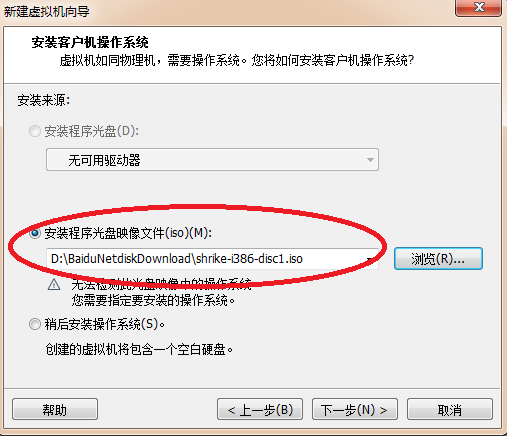 新建虚拟机向导
安装客户机操作系统
虚拟机如同物理机，需要操作系统。您将如何安装客户机操作系统?
安装来源:
安装程序光盘(D):
无可用驱动器
安装程序光盘映像文件(iso)(M):
D:\BaiduNetdiskDownload\shrike-i386-disc1.iso
浏览(R)...
无法检测此光盘映像中的操作系统。
您需要指定要安装的操作系统。
稍后安装操作系统(S)。
创建的虚拟机将包含一个空白硬盘。
帮助
< 上一步(B)
下一步(N) >
取消